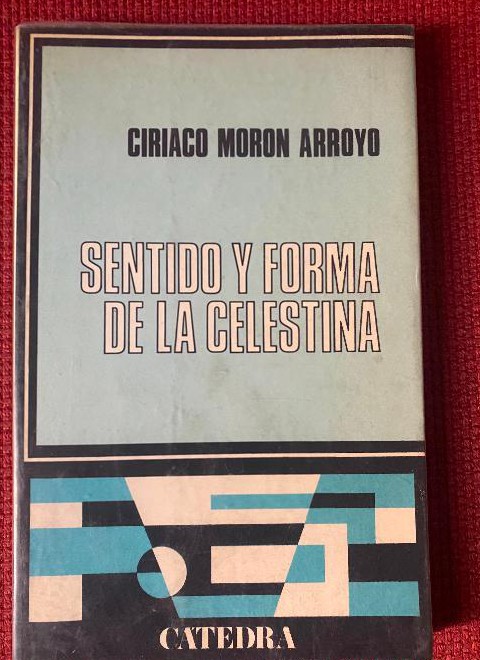 CIRIACO MORON ARROYO
SENTIDO Y FORMA
DE LA CELESTINA
CATEDRA